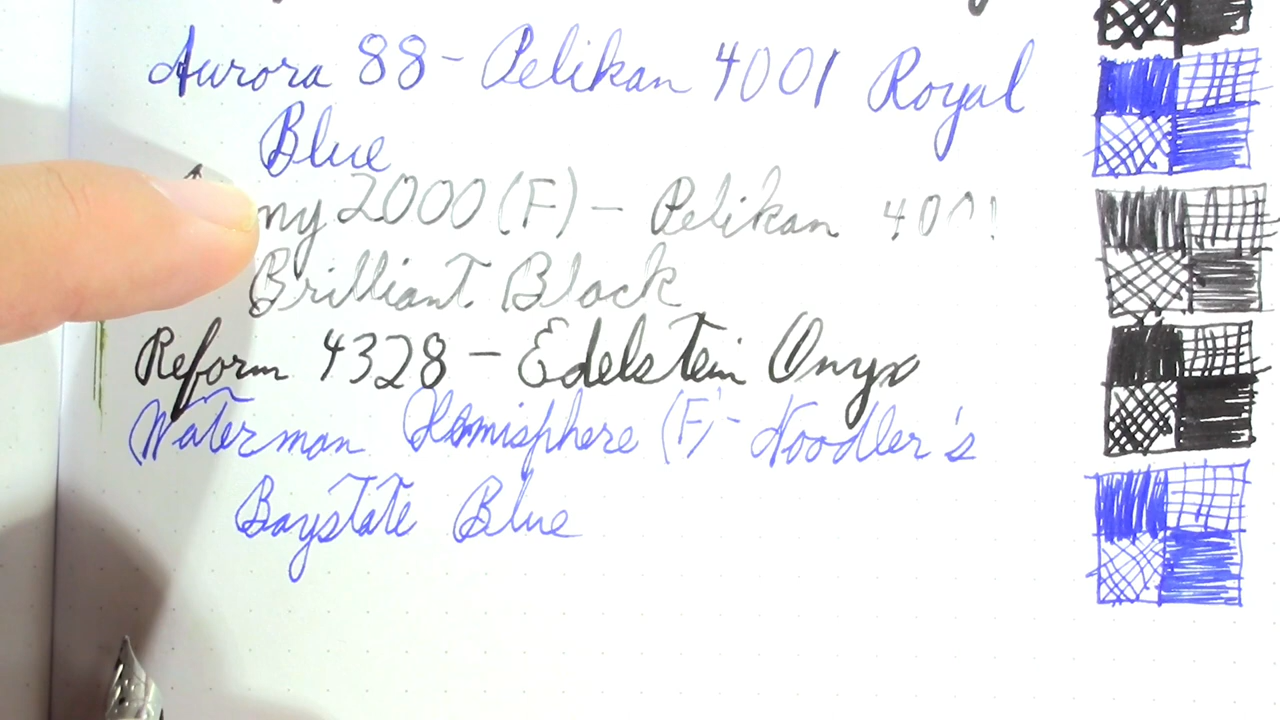 Aurora 88 - Pelikan 4001 Royal
Blue
2000 (F) - Pelikan 4001
Brilliant Black
Reform 4328 - Edelstein Onyx
Waterman Hemisphere (F) - Noodler's
Baystate Blue